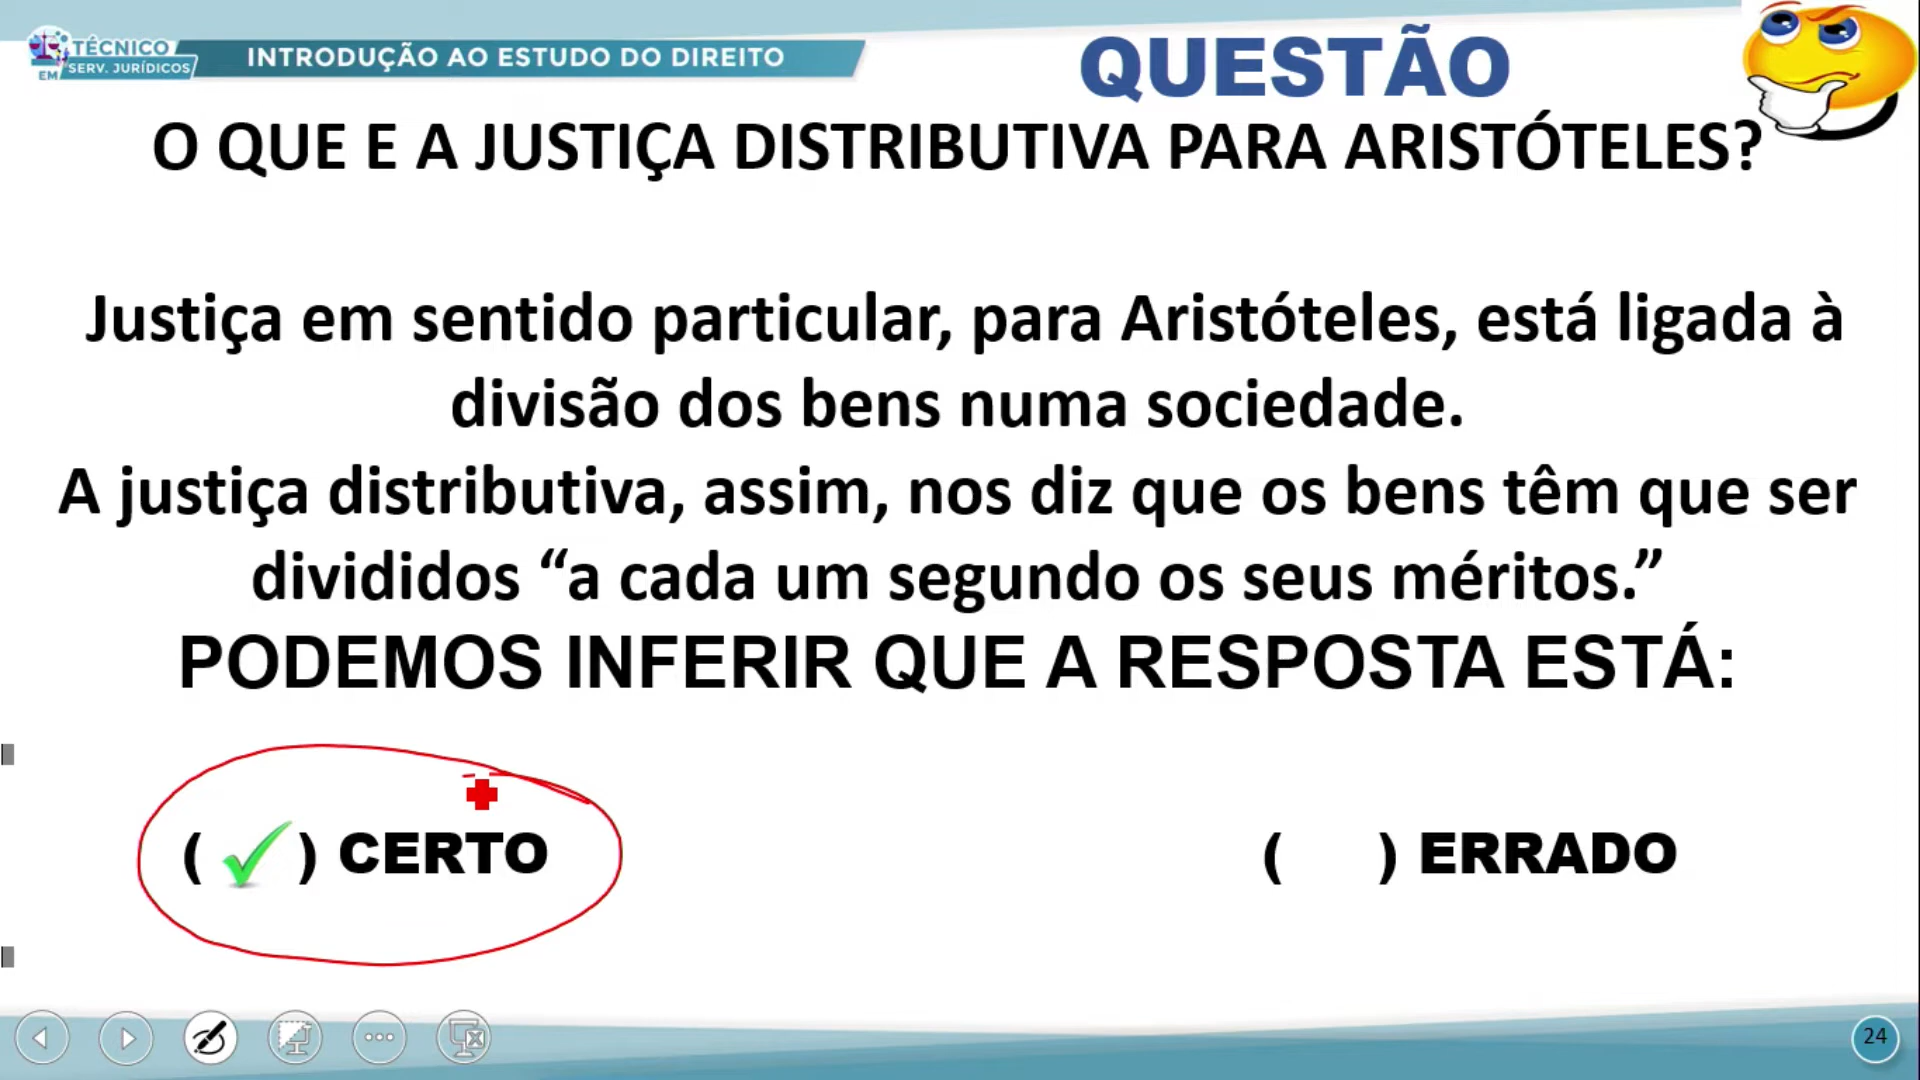 TÉCNICO
EM SERV. JURÍDICOS
INTRODUÇÃO AO ESTUDO DO DIREITO
QUESTÃO
O QUE E A JUSTIÇA DISTRIBUTIVA PARA ARISTÓTELES?
Justiça em sentido particular, para Aristóteles, está ligada à
divisão dos bens numa sociedade.
A justiça distributiva, assim, nos diz que os bens têm que ser
divididos “a cada um segundo os seus méritos.”
PODEMOS INFERIR QUE A RESPOSTA ESTÁ:
( ✓ ) CERTO
( ) ERRADO
24